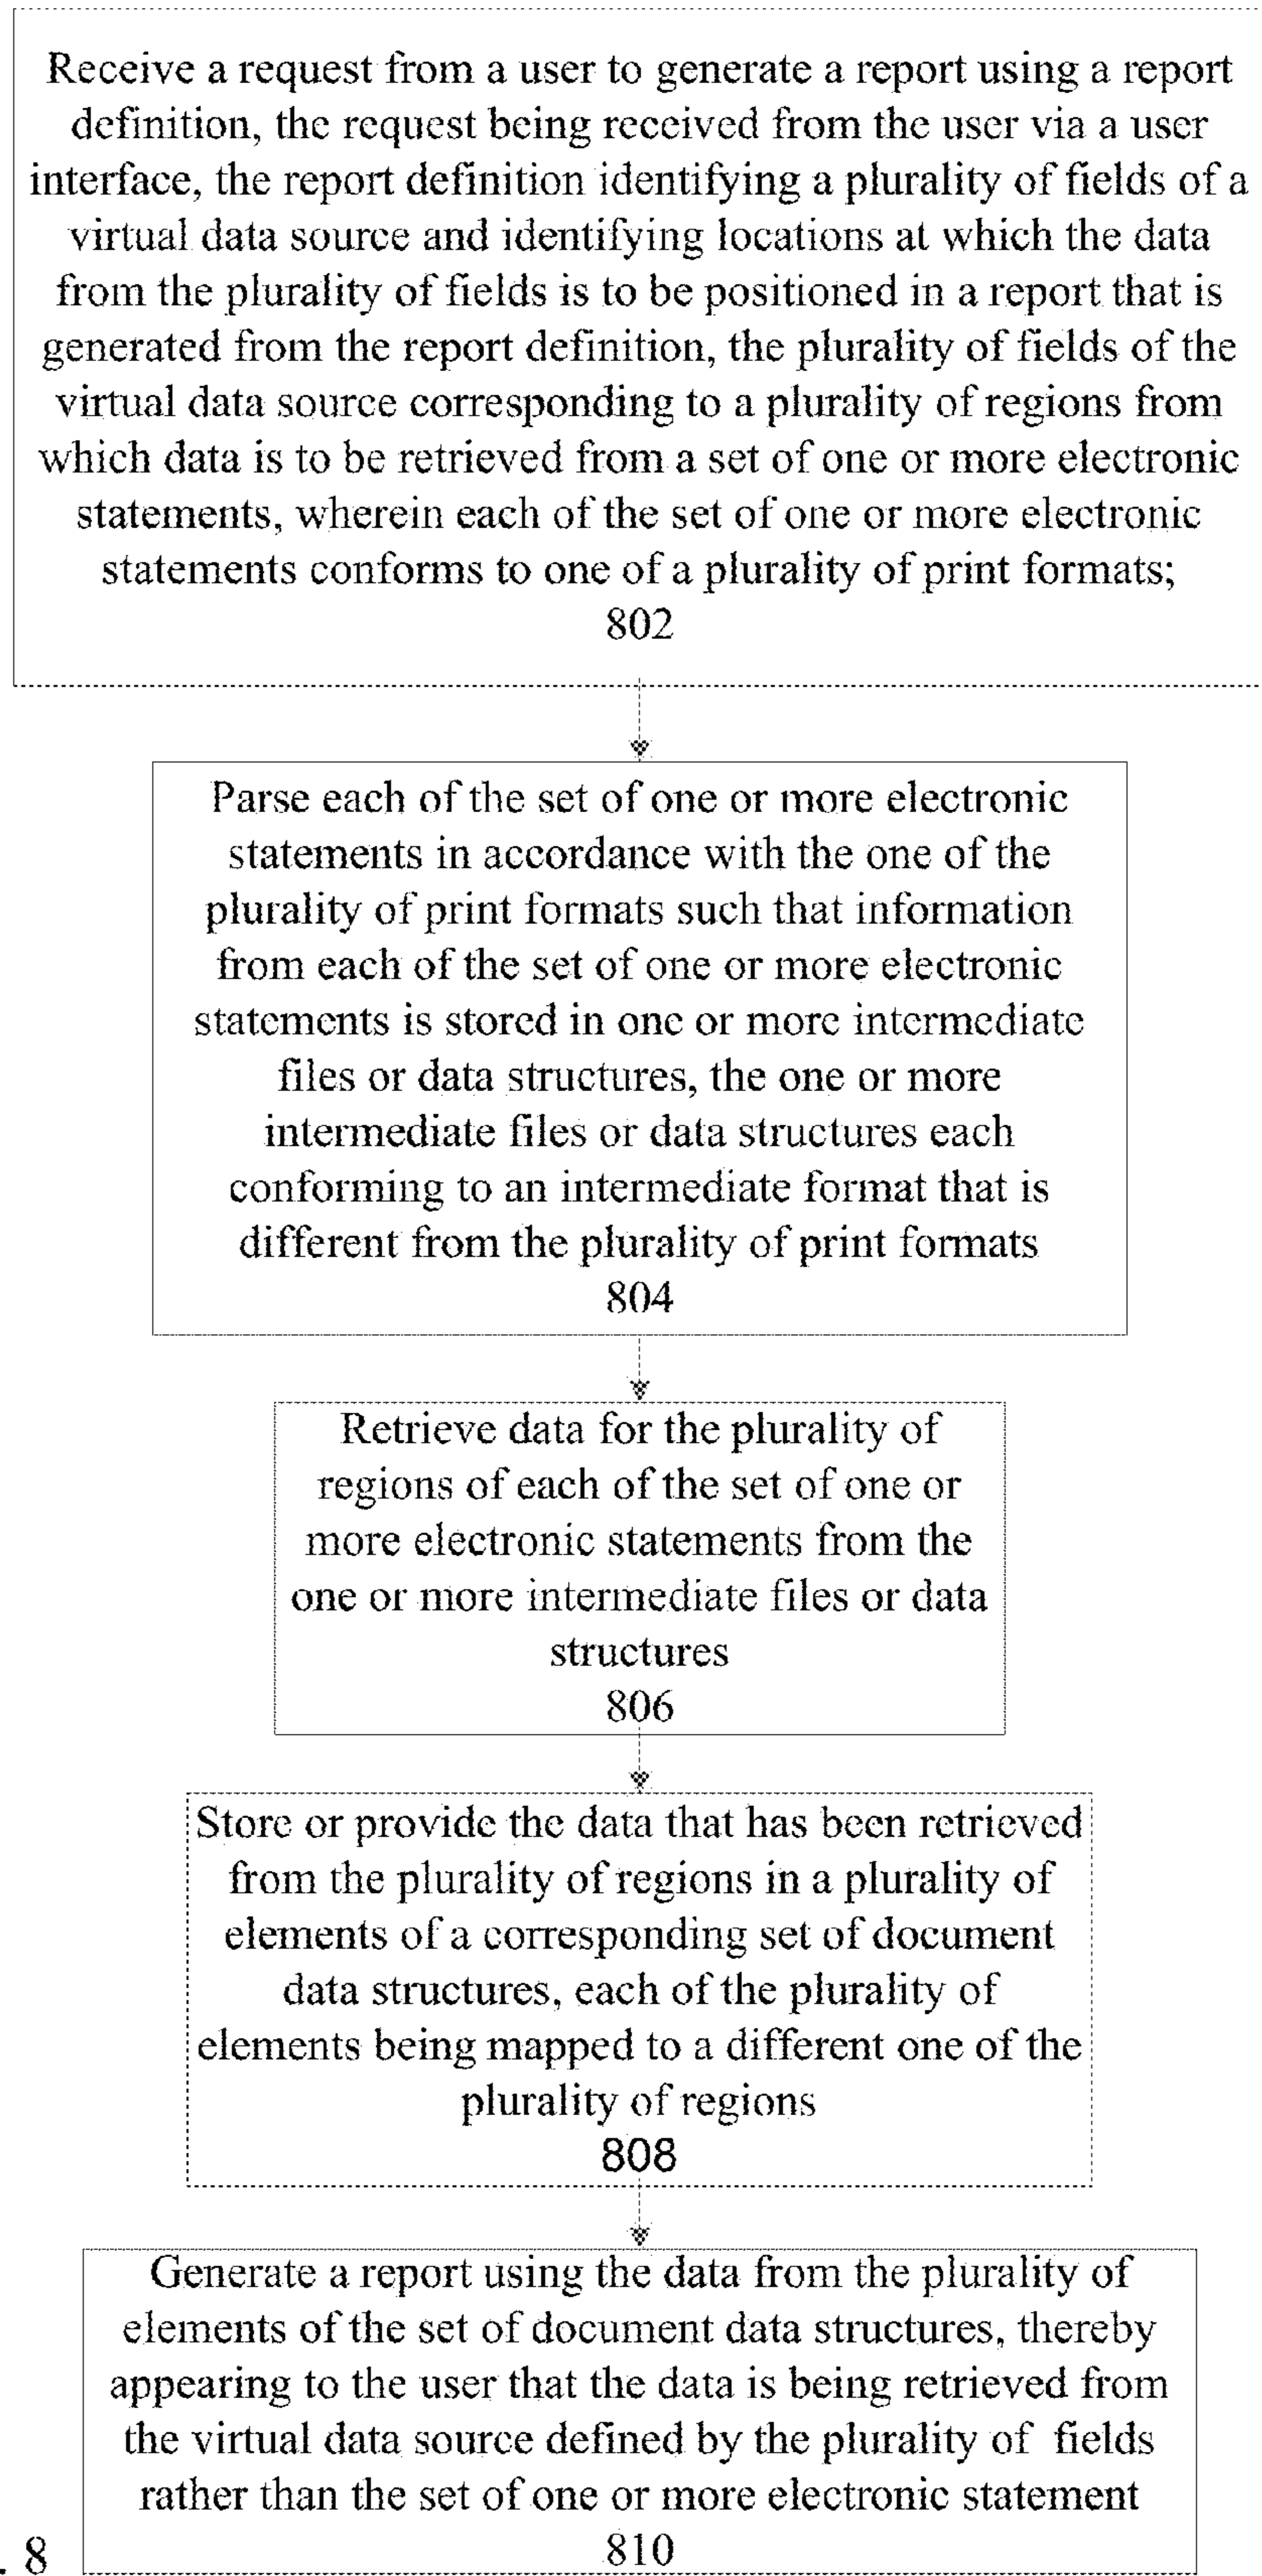 Receive a request from a user to generate a report using a report
definition, the request being received from the user via a user
interface, the report definition identifying a plurality of fields of a
virtual data source and identifying locations at which the data
from the plurality of fields is to be positioned in a report that is
generated from the report definition, the plurality of fields of the
virtual data source corresponding to a plurality of regions from
which data is to be retrieved from a set of one or more electronic
statements, wherein each of the set of one or more electronic
statements conforms to one of a plurality of print formats;
802
Parse each of the set of one or more electronic
statements in accordance with the one of the
plurality of print formats such that information
from each of the set of one or more electronic
statements is stored in one or more intermediate
files or data structures, the one or more
intermediate files or data structures each
conforming to an intermediate format that is
different from the plurality of print formats
804
Retrieve data for the plurality of
regions of each of the set of one or
more electronic statements from the
one or more intermediate files or data
structures
806
Store or provide the data that has been retrieved
from the plurality of regions in a plurality of
elements of a corresponding set of document
data structures, each of the plurality of
elements being mapped to a different one of the
plurality of regions
808
Generate a report using the data from the plurality of
elements of the set of document data structures, thereby
appearing to the user that the data is being retrieved from
the virtual data source defined by the plurality of fields
rather than the set of one or more electronic statement
810
. 8